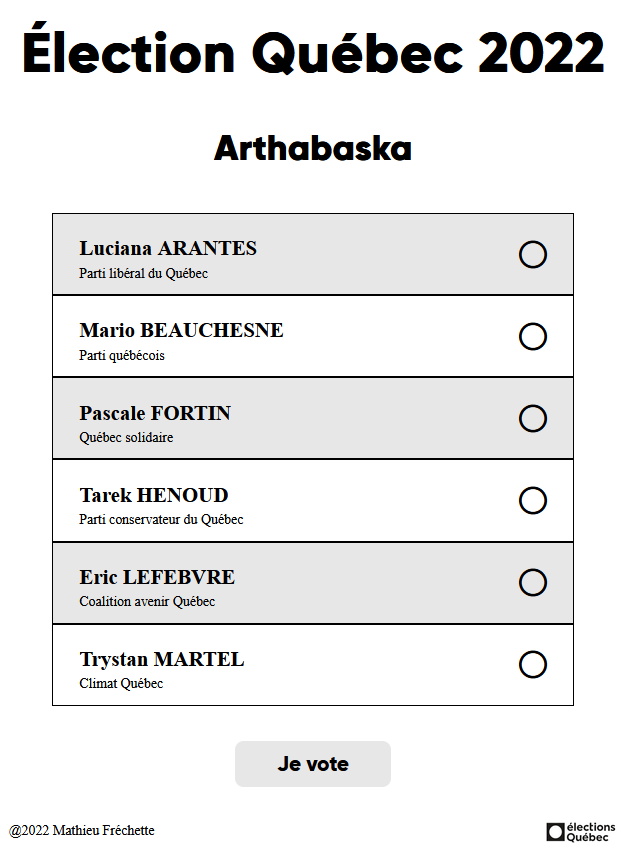 Élection Québec 2022
Arthabaska
Luciana ARANTES
Parti libéral du Québec
Mario BEAUCHESNE
Parti québécois
Pascale FORTIN
Québec solidaire
Tarek HENOUD
Parti conservateur du Québec
Eric LEFEBVRE
Coalition avenir Québec
Trystan MARTEL
Climat Québec
Je vote
@2022 Mathieu Fréchette
élections
Québec